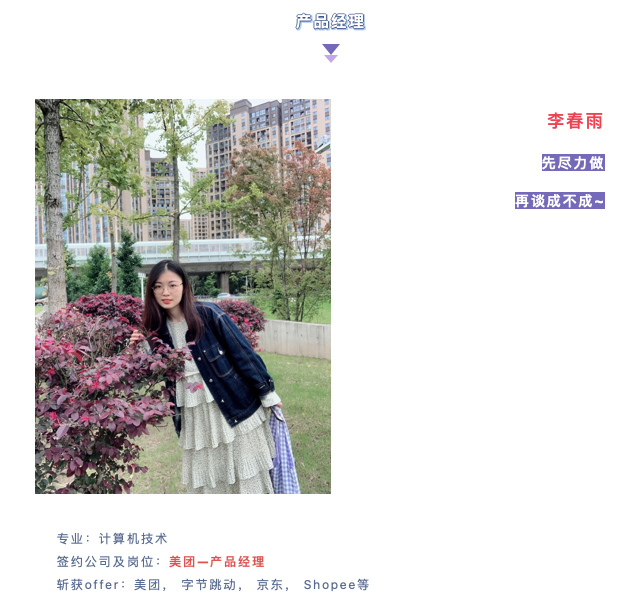 产品经理
李春雨
先尽力做
再谈成不成~
专业：计算机技术
签约公司及岗位：美团—产品经理
斩获offer：美团， 字节跳动， 京东， Shopee等